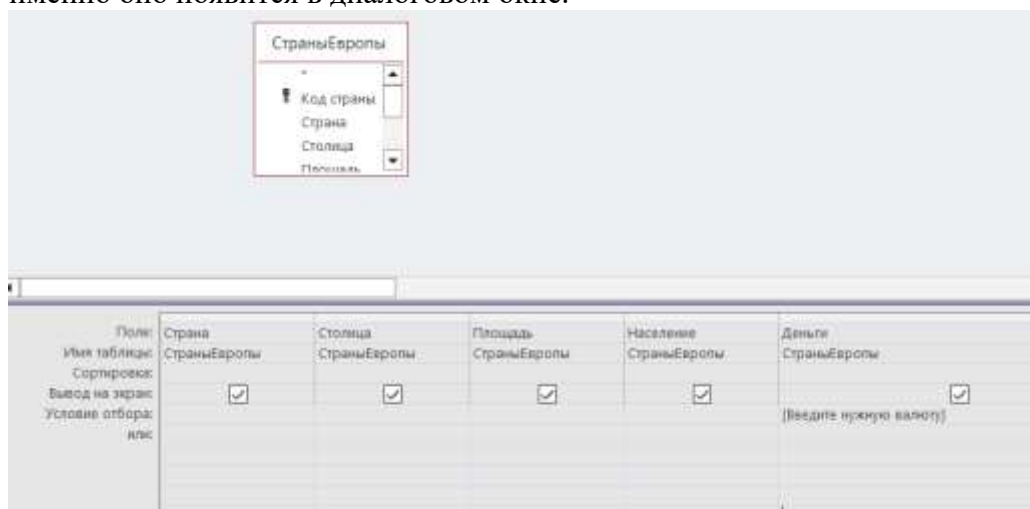 именно оно появится в диалоговом окне.
СтраныЕвропы
*
Код страны
Страна
Столица
Площадь
Поле: Страна Столица Площадь Население Деньги
Имя таблицы: СтраныЕвропы СтраныЕвропы СтраныЕвропы СтраныЕвропы СтраныЕвропы
Сортировка:
Вывод на экран:
Условие отбора: [Введите нужную валюту]
или: